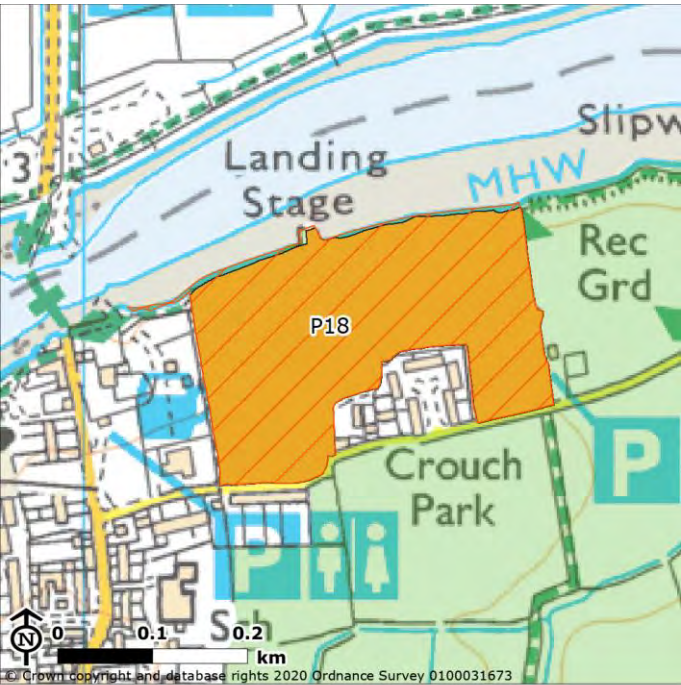 Slipw
Landing
Stage
MHW
3
Rec
Grd
P18
P
Crouch
Park
P
Sch
N
0 0.1 0.2
km
© Crown copyright and database rights 2020 Ordnance Survey 0100031673